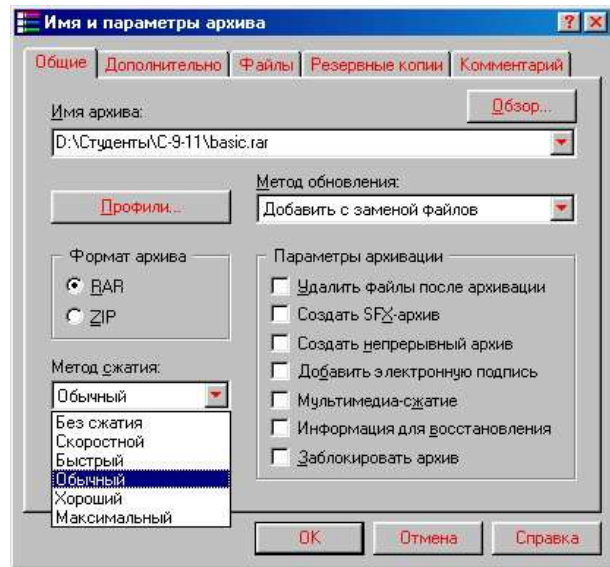 Имя и параметры архива
Общие
Дополнительно
Файлы
Резервные копии
Комментарий
Имя архива:
Обзор...
D:\Студенты\С-9-11\basic.rar
Профили...
Метод обновления:
Добавить с заменой файлов
Формат архива
RAR
ZIP
Метод сжатия:
Обычный
Без сжатия
Скоростной
Быстрый
Обычный
Хороший
Максимальный
Параметры архивации
Удалить файлы после архивации
Создать SFX-архив
Создать непрерывный архив
Добавить электронную подпись
Мультимедиа-сжатие
Информация для восстановления
Заблокировать архив
OK
Отмена
Справка